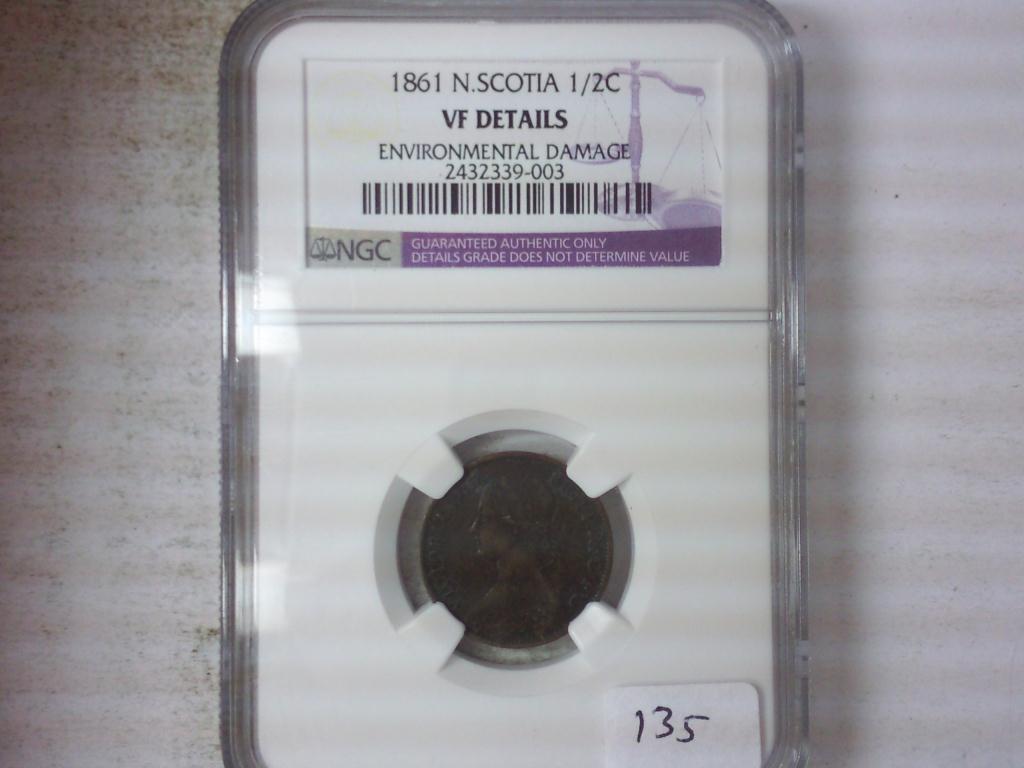 1861 N.SCOTIA 1/2C
VF DETAILS
ENVIRONMENTAL DAMAGE
2432339-003
NGC
GUARANTEED AUTHENTIC ONLY
DETAILS GRADE DOES NOT DETERMINE VALUE
135